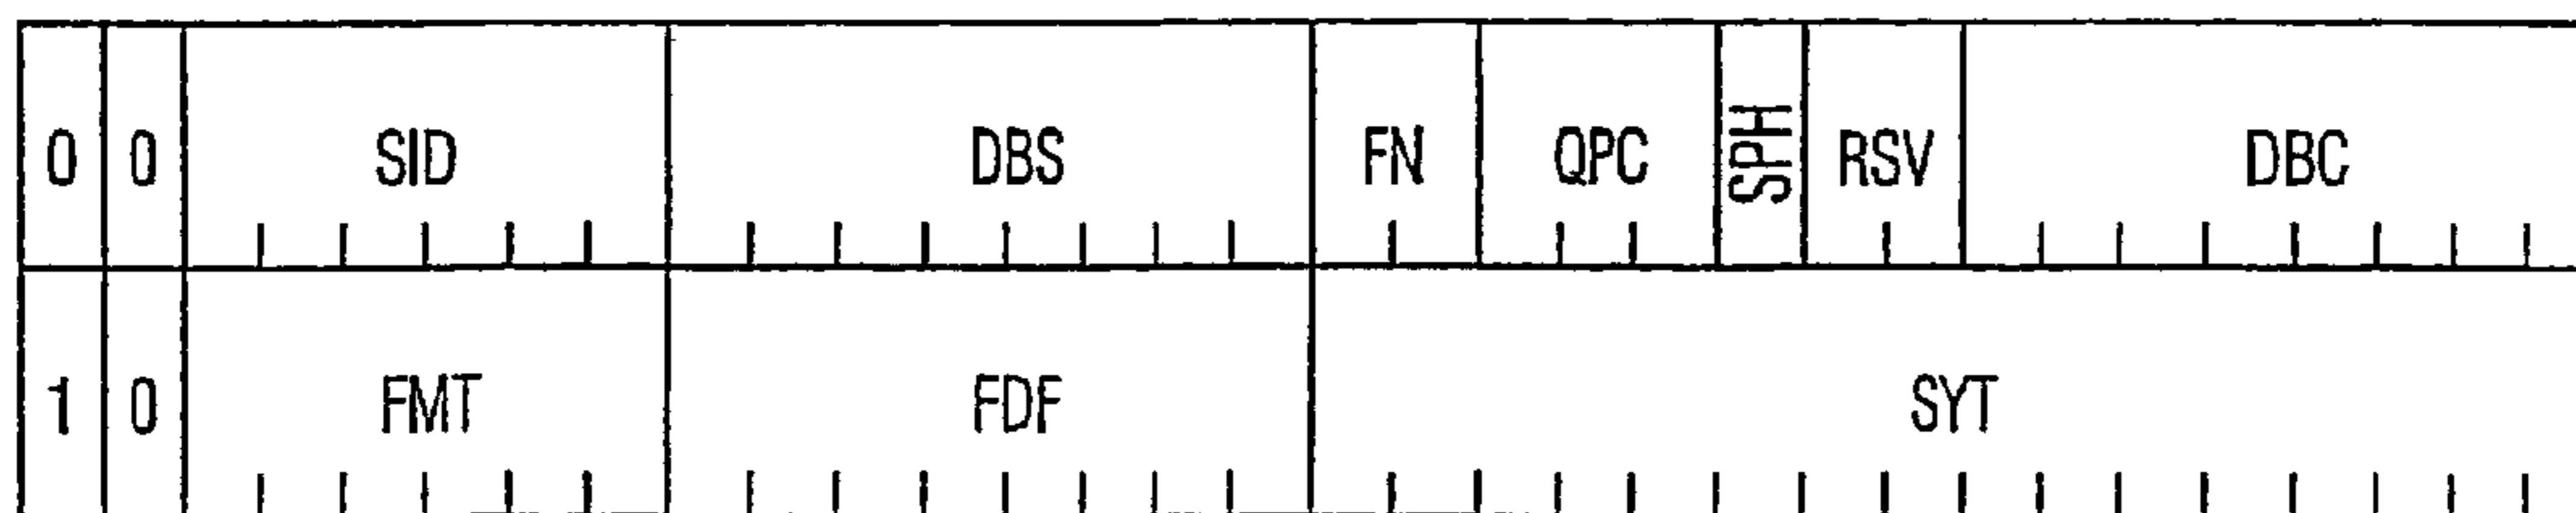 0 0 SID DBS FN QPC SPH RSV DBC
1 0 FMT FDF SYT